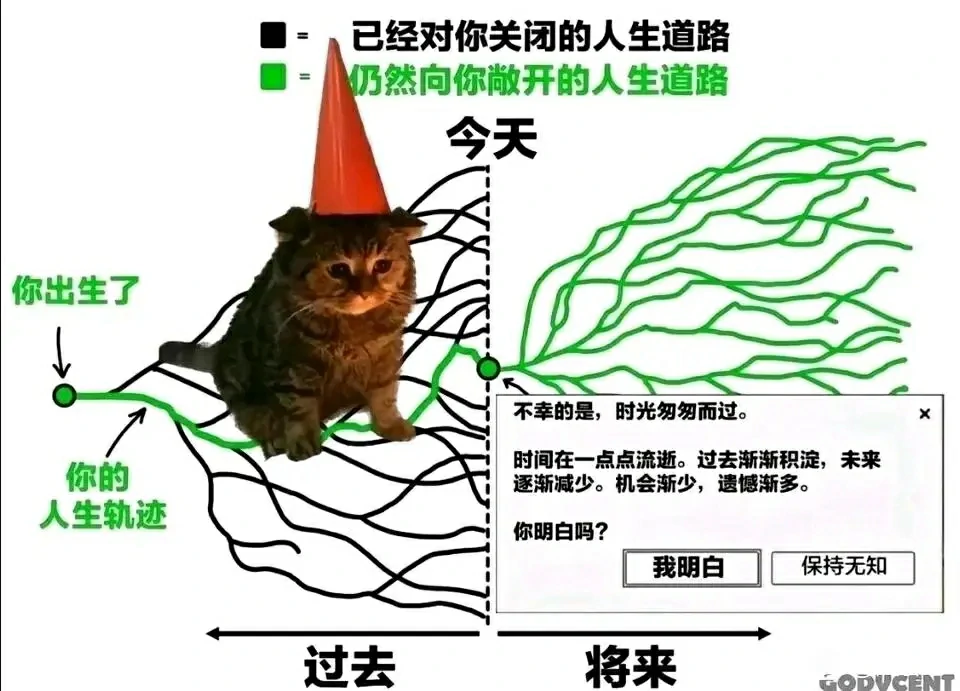 = 已经对你关闭的人生道路
= 仍然向你敞开的人生道路
今天
你出生了
你的
人生轨迹
不幸的是，时光匆匆而过。
×
时间在一点点流逝。过去渐渐积淀，未来
逐渐减少。机会渐少，遗憾渐多。
你明白吗？
我明白
保持无知
过去
将来
GODVCENT